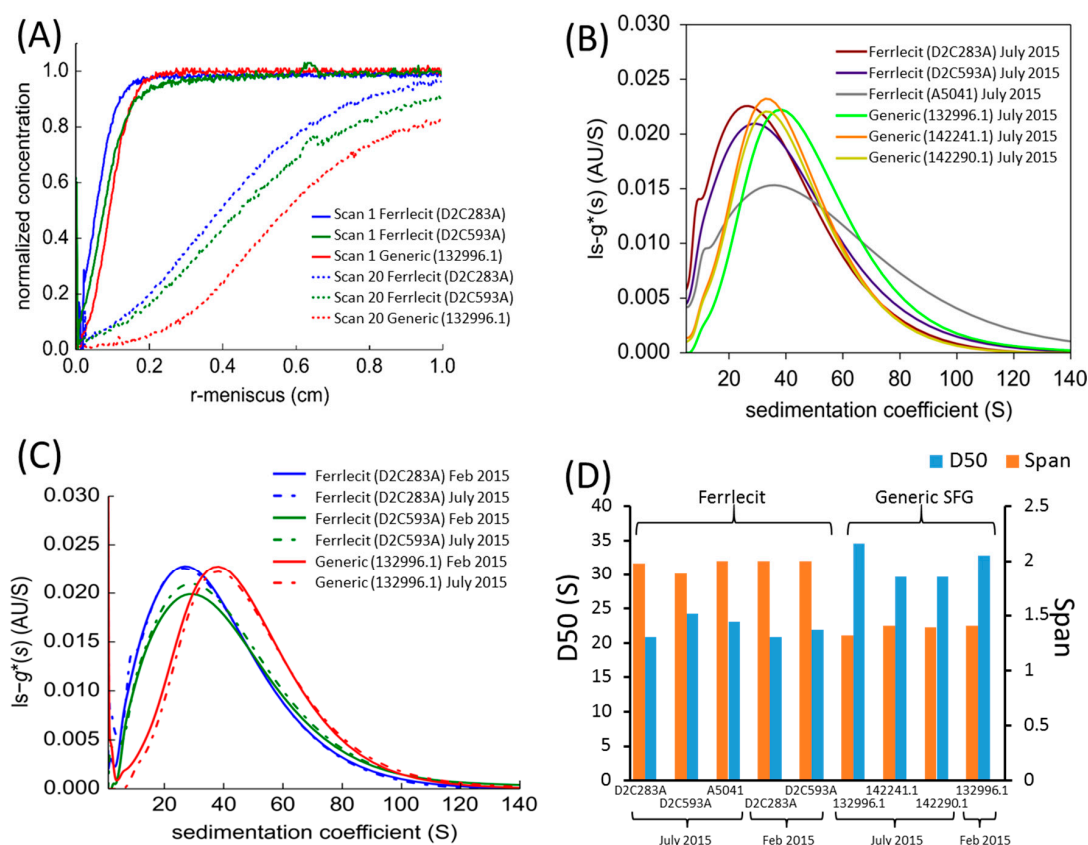 (A)
normalized concentration
1.0
0.8
0.6
0.4
0.2
0.0
0.0 0.2 0.4 0.6 0.8 1.0
r-meniscus (cm)
Scan 1 Ferrlecit (D2C283A)
Scan 1 Ferrlecit (D2C593A)
Scan 1 Generic (132996.1)
Scan 20 Ferrlecit (D2C283A)
Scan 20 Ferrlecit (D2C593A)
Scan 20 Generic (132996.1)
(B)
ls-g*(s) (AU/S)
0.030
0.025
0.020
0.015
0.010
0.005
0.000
20 40 60 80 100 120 140
sedimentation coefficient (S)
Ferrlecit (D2C283A) July 2015
Ferrlecit (D2C593A) July 2015
Ferrlecit (A5041) July 2015
Generic (132996.1) July 2015
Generic (142241.1) July 2015
Generic (142290.1) July 2015
(C)
ls-g*(s) (AU/S)
0.030
0.025
0.020
0.015
0.010
0.005
0.000
20 40 60 80 100 120 140
sedimentation coefficient (S)
Ferrlecit (D2C283A) Feb 2015
Ferrlecit (D2C283A) July 2015
Ferrlecit (D2C593A) Feb 2015
Ferrlecit (D2C593A) July 2015
Generic (132996.1) Feb 2015
Generic (132996.1) July 2015
(D)
D50 Span
Ferrlecit Generic SFG
D50 (S)
40
35
30
25
20
15
10
5
0
2.5
2
1.5
1
0.5
0
Span
D2C283A A5041 D2C593A 142241.1 132996.1
D2C593A D2C283A 132996.1 142290.1
July 2015 Feb 2015 July 2015 Feb 2015